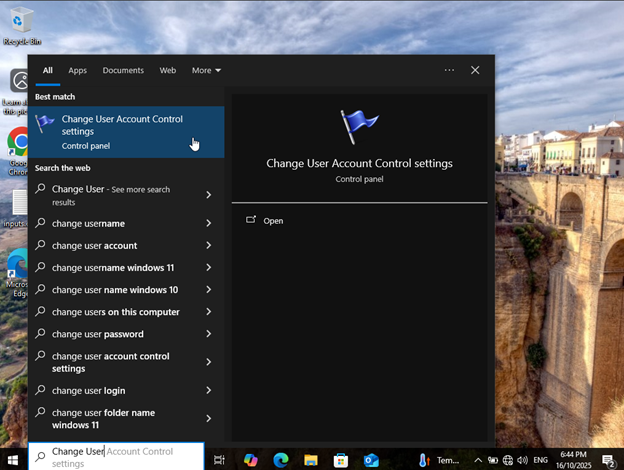 Recycle Bin
All Apps Documents Web More
Best match
Change User Account Control
settings
Control panel
Search the web
Change User - See more search
results
change username
change user account
change username windows 11
change user name windows 10
change users on this computer
change user password
change user account control
settings
change user login
change user folder name
windows 11
Change User Account Control settings
Control panel
Open
Learn
this pi
Goog
Chro
inputs
Micros
Edg
Change User Account Control
settings
Tem...
ENG
6:44 PM
16/10/2025
2